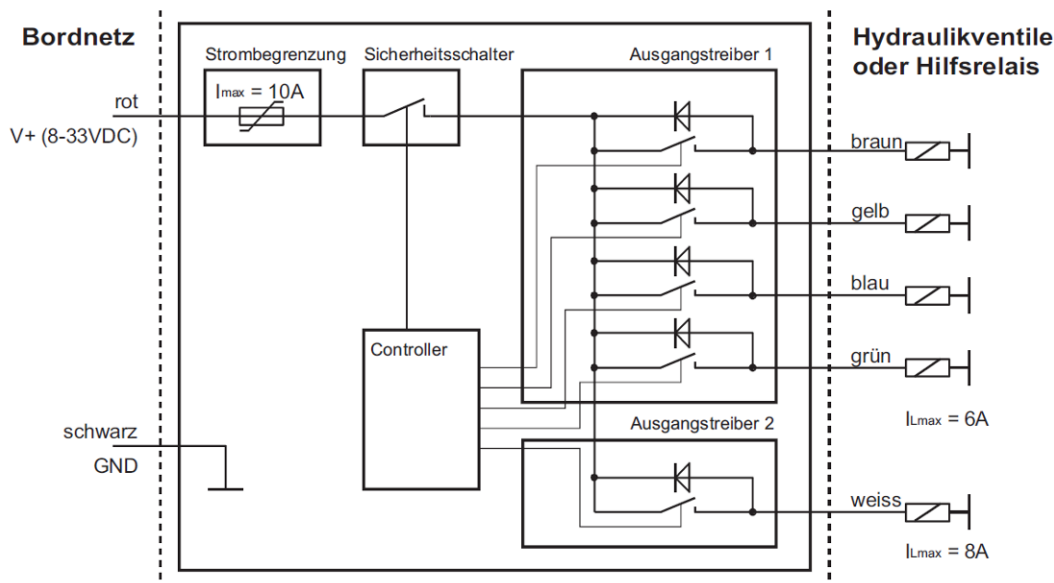 Bordnetz
Strombegrenzung
Sicherheitsschalter
Ausgangstreiber 1
Hydraulikventile
oder Hilfsrelais
Imax = 10A
rot
V+ (8-33VDC)
braun
gelb
blau
Controller
grün
ILmax = 6A
schwarz
GND
Ausgangstreiber 2
weiss
ILmax = 8A